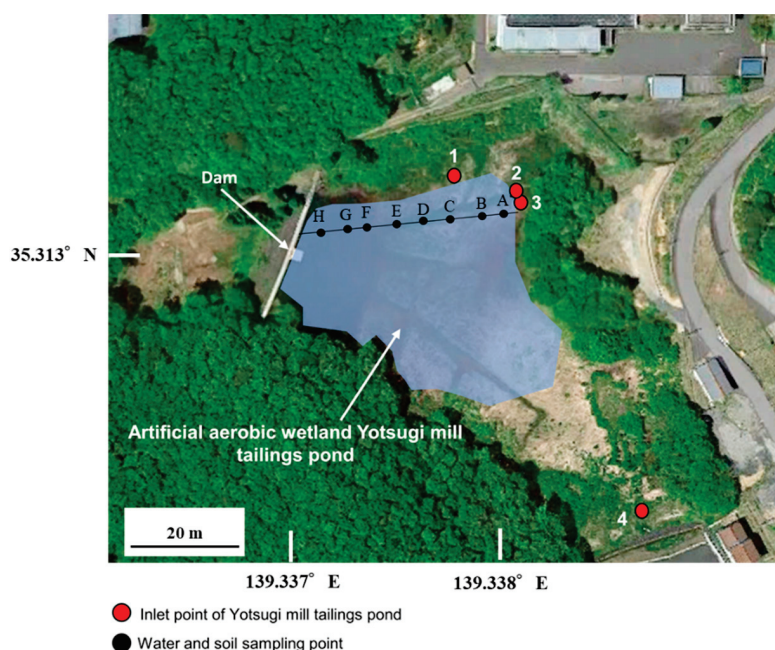 1
2
3
Dam
H G F E D C B A
35.313° N
Artificial aerobic wetland Yotsugi mill
tailings pond
4
20 m
139.337° E 139.338° E
Inlet point of Yotsugi mill tailings pond
Water and soil sampling point